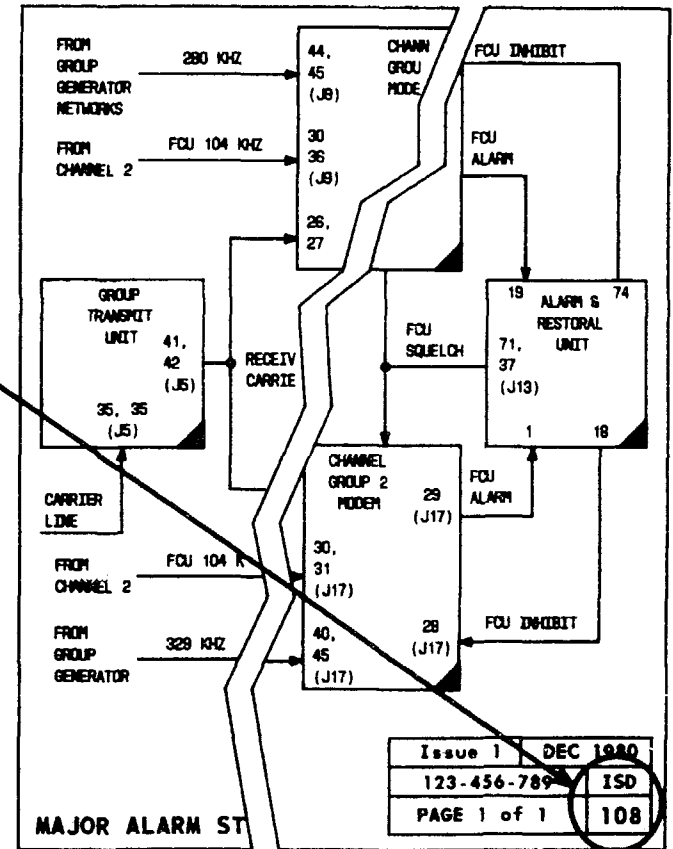 FROM
GROUP
GENERATOR
NETWORKS
280 KHZ
44,
45
(J9)
CHANN
GROU
MODE
FCU INHIBIT
FROM
CHANNEL 2
FCU 104 KHZ
30
36
(J9)
FCU
ALARM
26,
27
GROUP
TRANSMIT
UNIT
41,
42
(J5)
35, 35
(J5)
RECEIV
CARRIE
FCU
SQUELCH
19
74
ALARM &
RESTORAL
UNIT
71,
37
(J13)
1
18
CARRIER
LINE
CHANNEL
GROUP 2
MODEM
29
(J17)
FCU
ALARM
FROM
CHANNEL 2
FCU 104 K
30,
31
(J17)
FROM
GROUP
GENERATOR
329 KHZ
40,
45
(J17)
28
(J17)
FCU INHIBIT
Issue 1 DEC 1980
123-456-789 ISD
PAGE 1 of 1 108
MAJOR ALARM ST